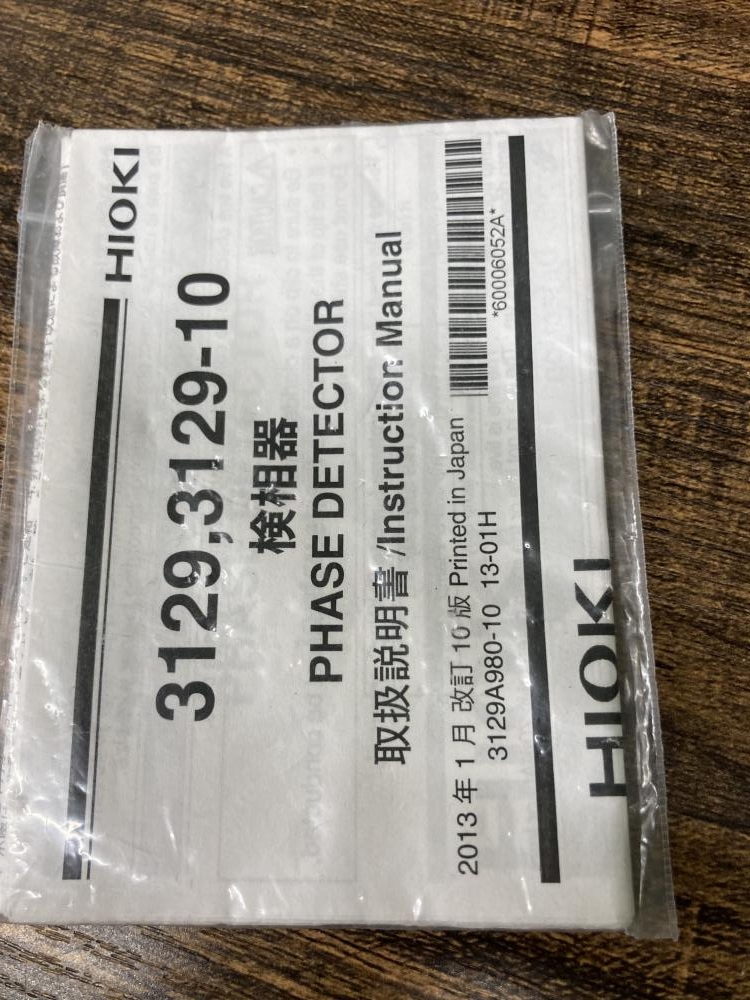 HIOKI
3129,3129-10
検相器
PHASE DETECTOR
取扱説明書 /Instruction Manual
2013 年 1 月 改訂 10 版 Printed in Japan
3129A980-10 13-01H
*60006052A*
HIOKI